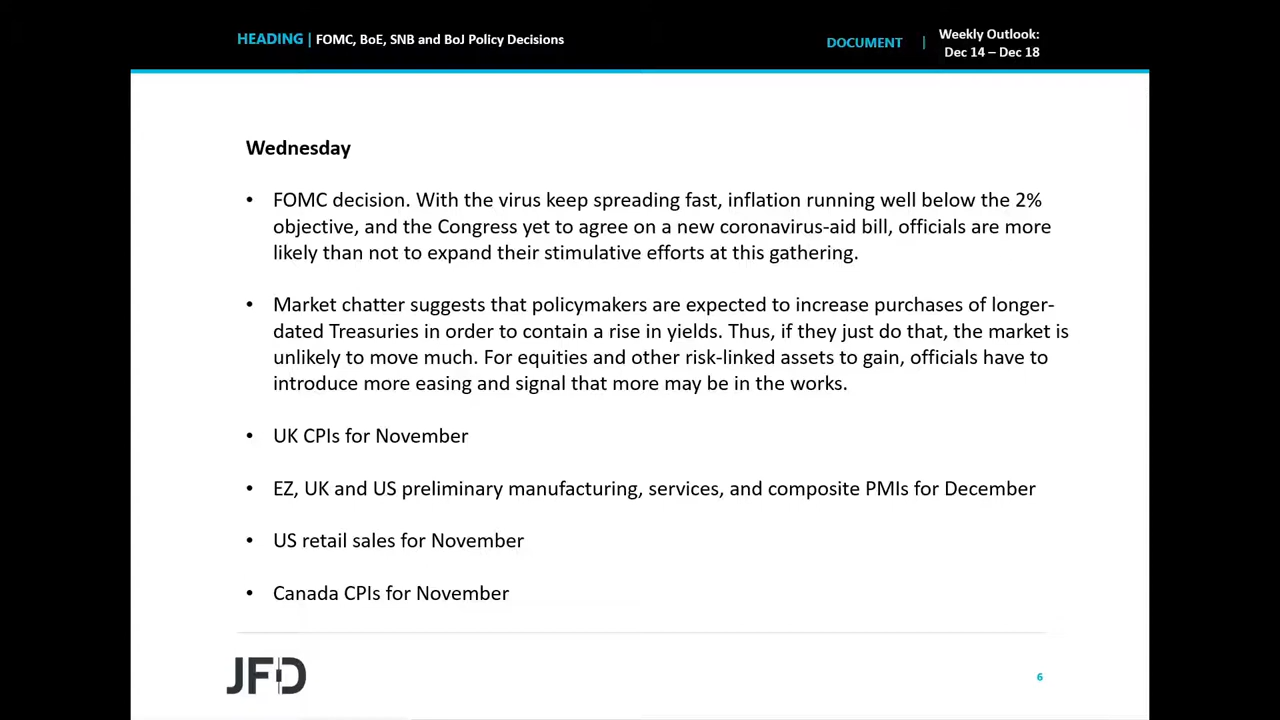 HEADING | FOMC, BoE, SNB and BoJ Policy Decisions
DOCUMENT | Weekly Outlook:
Dec 14 – Dec 18
Wednesday
• FOMC decision. With the virus keep spreading fast, inflation running well below the 2%
objective, and the Congress yet to agree on a new coronavirus-aid bill, officials are more
likely than not to expand their stimulative efforts at this gathering.
• Market chatter suggests that policymakers are expected to increase purchases of longer-
dated Treasuries in order to contain a rise in yields. Thus, if they just do that, the market is
unlikely to move much. For equities and other risk-linked assets to gain, officials have to
introduce more easing and signal that more may be in the works.
• UK CPIs for November
• EZ, UK and US preliminary manufacturing, services, and composite PMIs for December
• US retail sales for November
• Canada CPIs for November
JFD
6